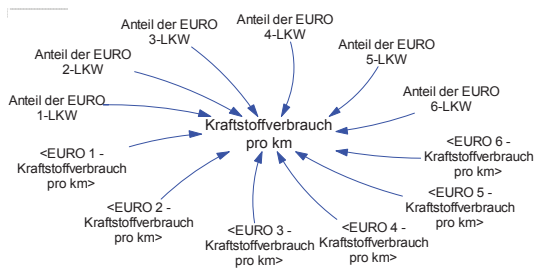 Anteil der EURO
3-LKW
Anteil der EURO
4-LKW
Anteil der EURO
5-LKW
Anteil der EURO
2-LKW
Anteil der EURO
6-LKW
Anteil der EURO
1-LKW
Kraftstoffverbrauch
pro km
<EURO 1 -
Kraftstoffverbrauch
pro km>
<EURO 6 -
Kraftstoffverbrauch
pro km>
<EURO 2 -
Kraftstoffverbrauch
pro km>
<EURO 5 -
Kraftstoffverbrauch
pro km>
<EURO 3 -
Kraftstoffverbrauch
pro km>
<EURO 4 -
Kraftstoffverbrauch
pro km>